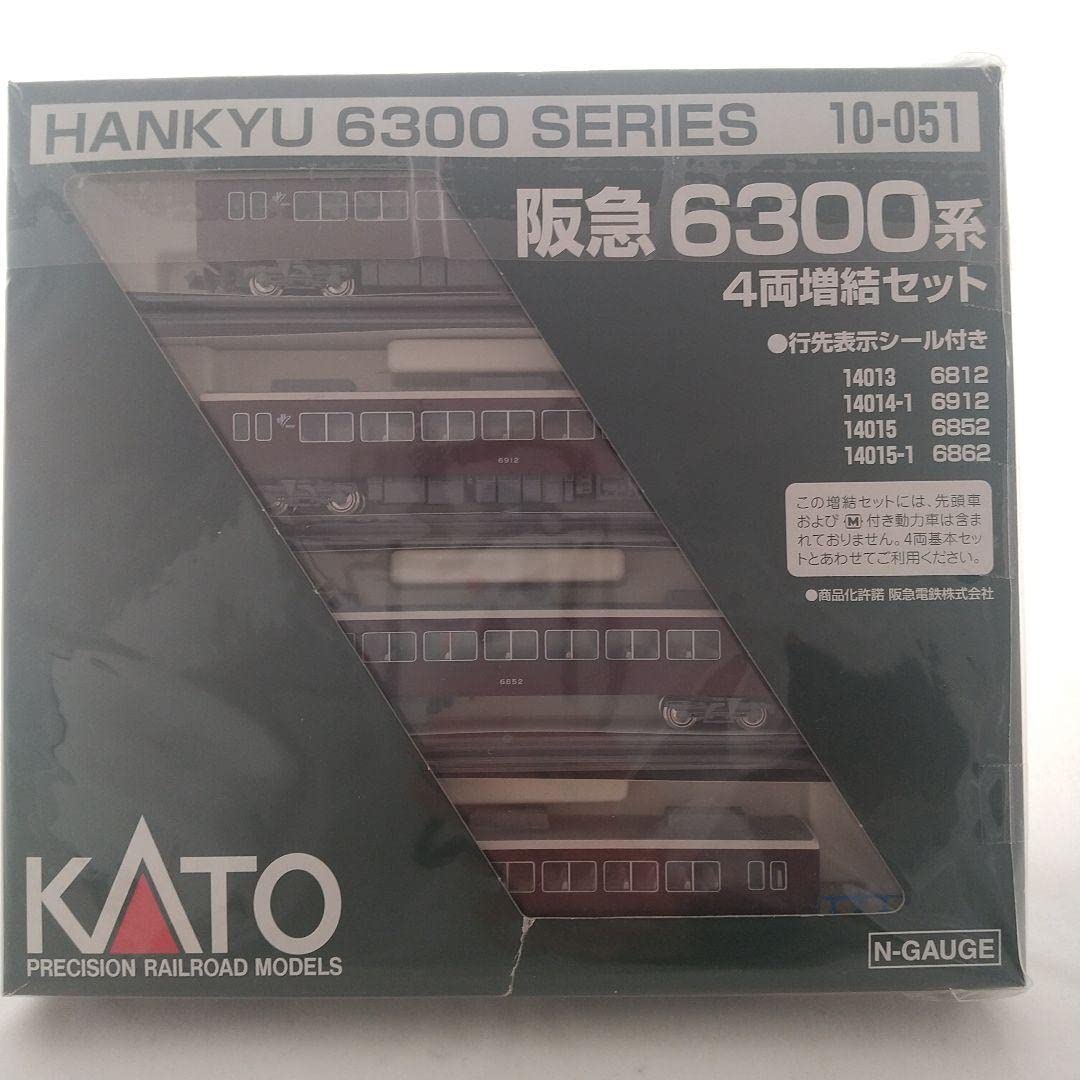 HANKYU 6300 SERIES 10-051
阪急6300系
4両増結セット
●行先表示シール付き
14013 6812
14014-1 6912
14015 6852
14015-1 6862
この増結セットには、先頭車
および M 付き動力車は含ま
れておりません。4両基本セッ
トとあわせてご利用ください。
●商品化許諾 阪急電鉄株式会社
6912
6852
KATO
PRECISION RAILROAD MODELS
N-GAUGE